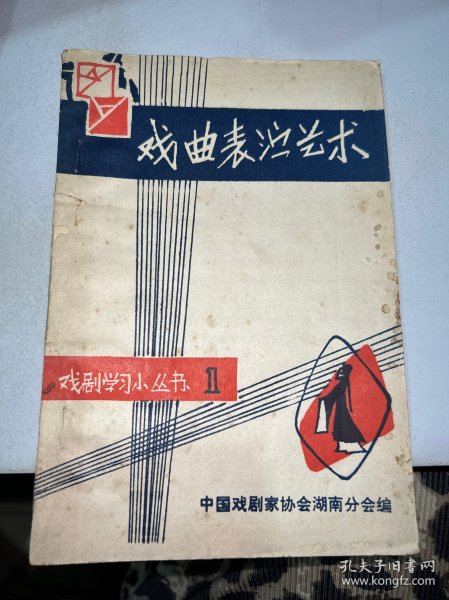 戏曲表演艺术
戏剧学习小丛书 1
中国戏剧家协会湖南分会编
孔夫子旧书网
www.kongfz.com